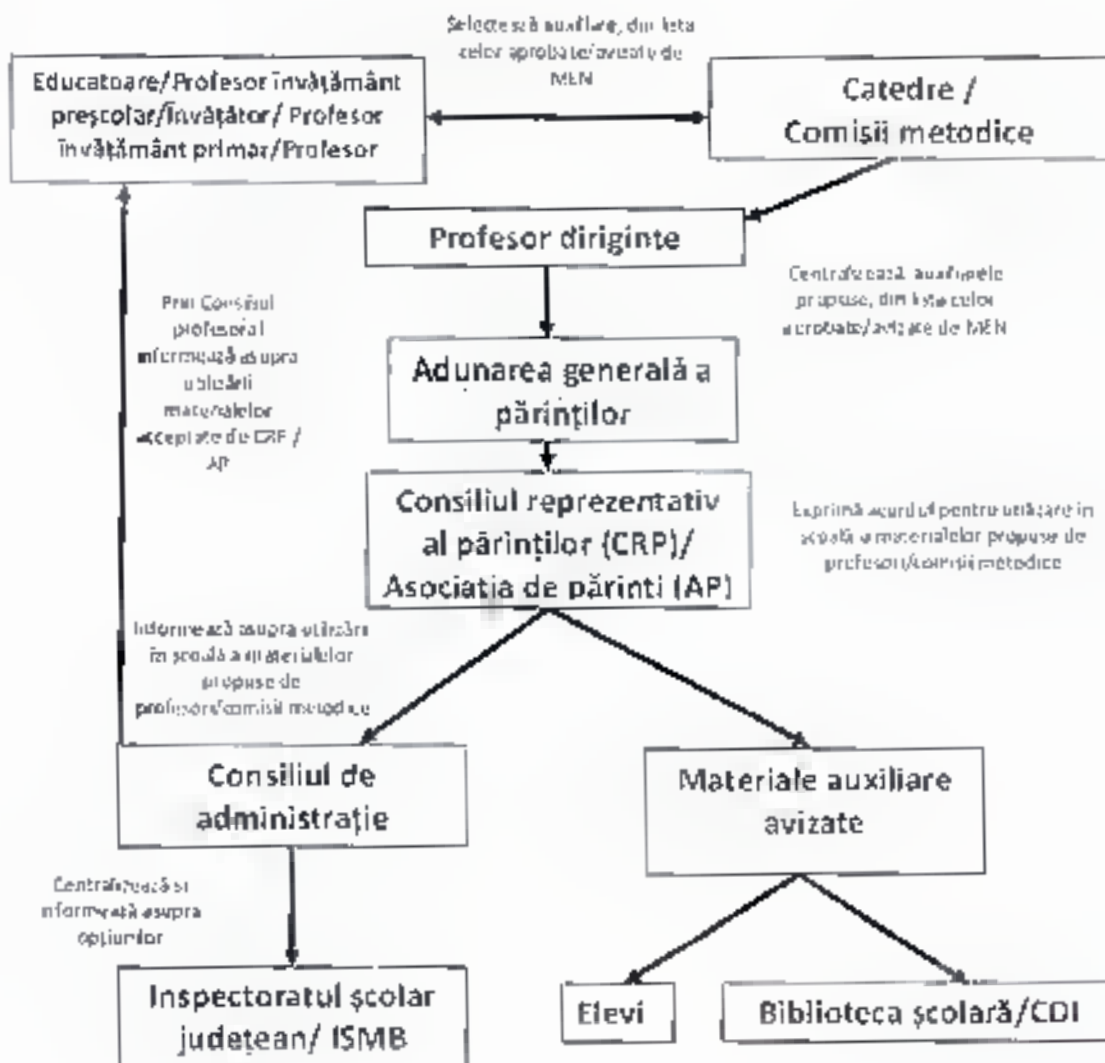 Selectează auxiliare, din lista
celor aprobate/avizate de
MEN
Educatoare/Profesor învățământ
preșcolar/Învățător/ Profesor
învățământ primar/Profesor
Catedre /
Comisii metodice
Profesor diriginte
Centralizează auxiliarele
propuse, din lista celor
aprobate/avizate de MEN
Prin Consiliul
profesoral
informează asupra
utilizării
materialelor
acceptate de CRP /
AP
Adunarea generală a
părinților
Consiliul reprezentativ
al părinților (CRP)/
Asociatia de părinti (AP)
Exprimă acordul pentru utilizare în
școală a materialelor propuse de
profesori/comisii metodice
Informează asupra utilizării
în școală a materialelor
propuse de
profesori/comisii metodice
Consiliul de
administrație
Materiale auxiliare
avizate
Centralizează si
informează asupra
opțiunilor
Inspectoratul școlar
județean/ ISMB
Elevi
Biblioteca școlară/CDI